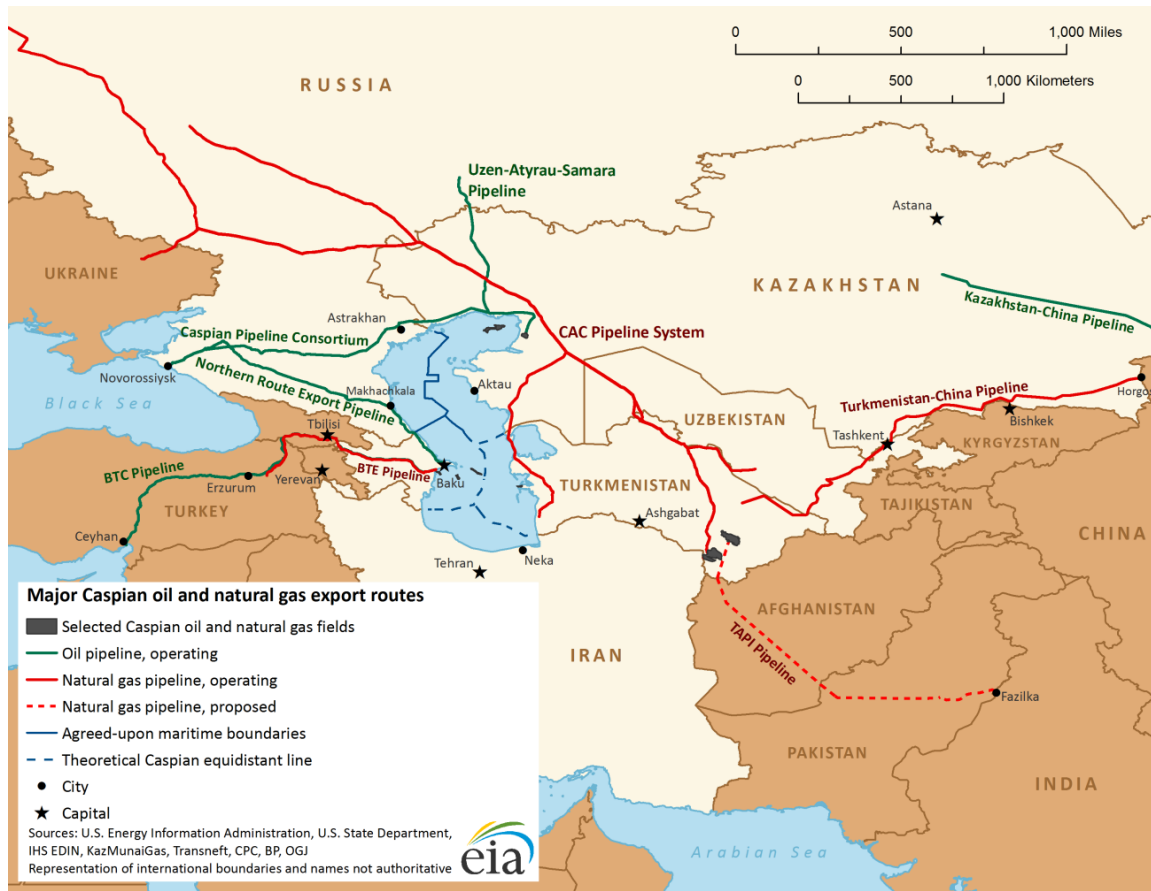 0 500 1,000 Miles
0 500 1,000 Kilometers
RUSSIA
Uzen-Atyrau-Samara
Pipeline
Astana
UKRAINE
KAZAKHSTAN
Kazakhstan-China Pipeline
Astrakhan
Caspian Pipeline Consortium
CAC Pipeline System
Novorossiysk
Northern Route Export Pipeline
Makhachkala
Aktau
Turkmenistan-China Pipeline
Horgos
Black Sea
Tbilisi
UZBEKISTAN
Tashkent
Bishkek
KYRGYZSTAN
BTC Pipeline
BTE Pipeline
Erzurum
Yerevan
Baku
TURKMENISTAN
TAJIKISTAN
TURKEY
Ashgabat
CHINA
Ceyhan
Neka
Tehran
AFGHANISTAN
TAPI Pipeline
IRAN
Fazilka
PAKISTAN
INDIA
Arabian Sea
Major Caspian oil and natural gas export routes
Selected Caspian oil and natural gas fields
Oil pipeline, operating
Natural gas pipeline, operating
Natural gas pipeline, proposed
Agreed-upon maritime boundaries
Theoretical Caspian equidistant line
City
Capital
Sources: U.S. Energy Information Administration, U.S. State Department,
IHS EDIN, KazMunaiGas, Transneft, CPC, BP, OGJ
Representation of international boundaries and names not authoritative
eia